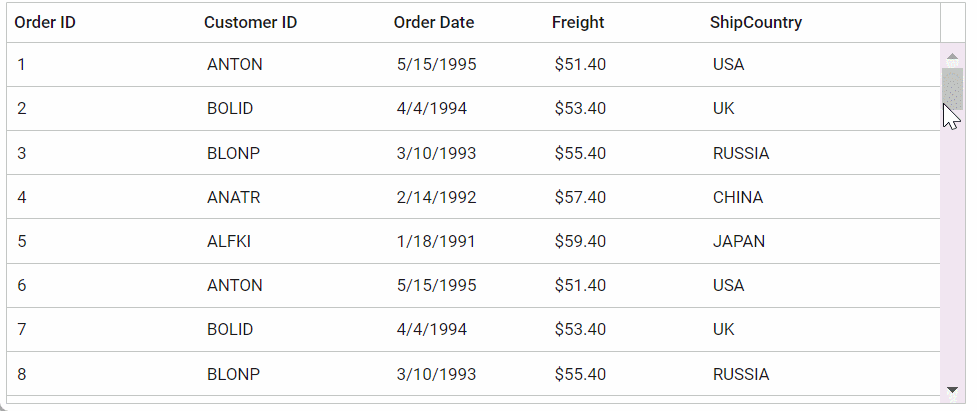 Order ID Customer ID Order Date Freight ShipCountry
1 ANTON 5/15/1995 $51.40 USA
2 BOLID 4/4/1994 $53.40 UK
3 BLONP 3/10/1993 $55.40 RUSSIA
4 ANATR 2/14/1992 $57.40 CHINA
5 ALFKI 1/18/1991 $59.40 JAPAN
6 ANTON 5/15/1995 $51.40 USA
7 BOLID 4/4/1994 $53.40 UK
8 BLONP 3/10/1993 $55.40 RUSSIA